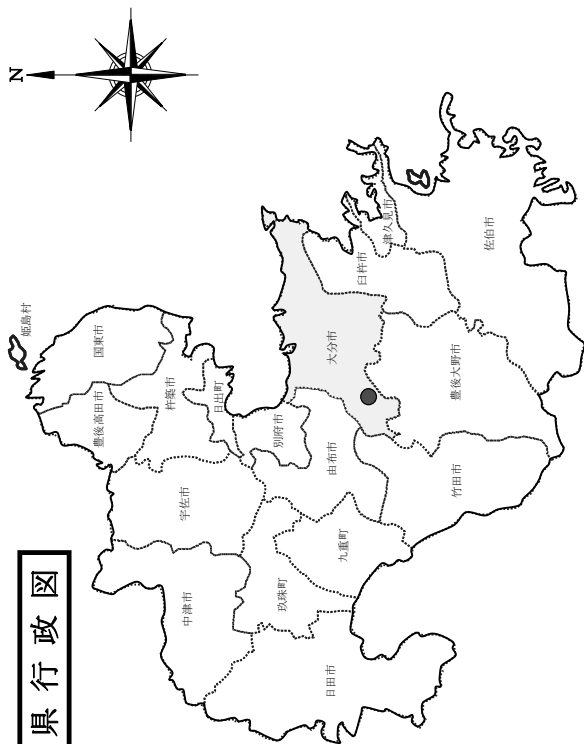 県行政図
N
姫島村
国東市
豊後高田市
杵築市
日出町
宇佐市
別府市
中津市
大分市
由布市
玖珠町
九重町
日田市
臼杵市
津久見市
佐伯市
豊後大野市
竹田市